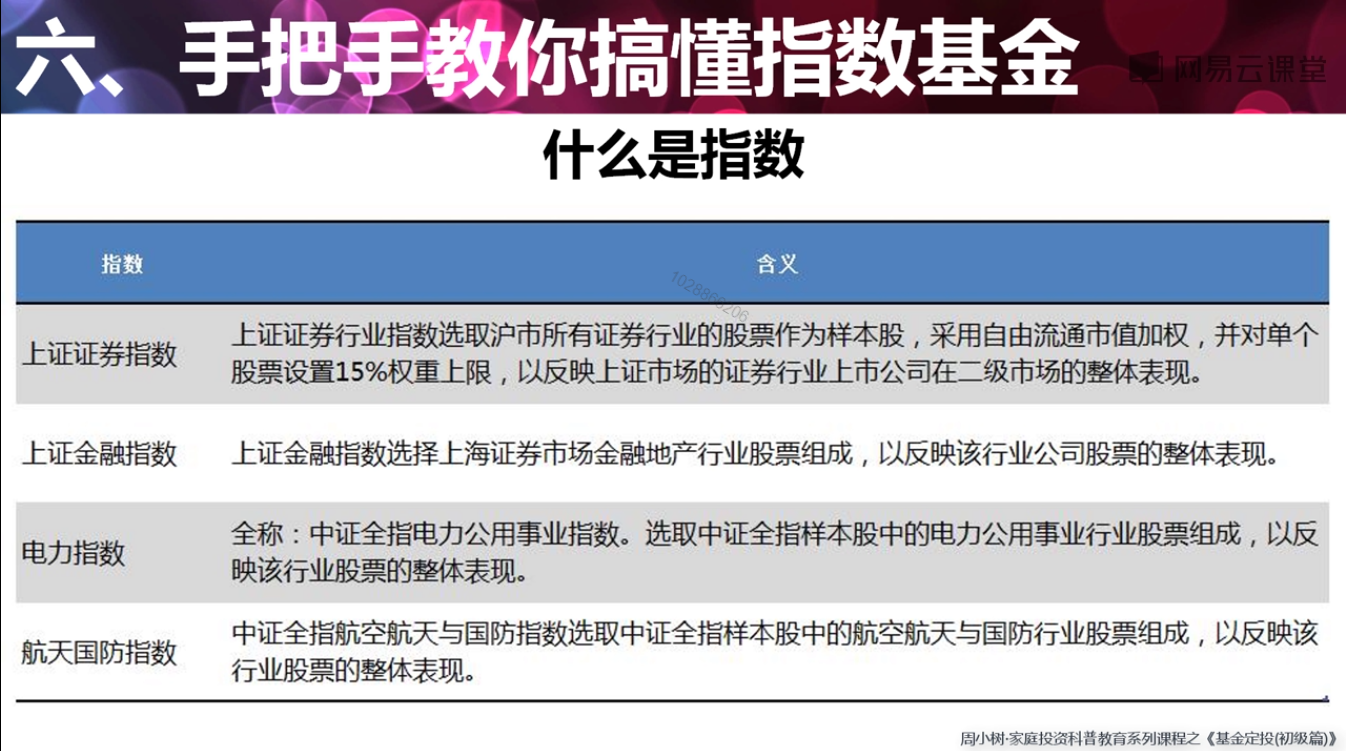 六、手把手教你搞懂指数基金
网易云课堂
什么是指数
指数 含义
1028866206
上证证券指数
上证证券行业指数选取沪市所有证券行业的股票作为样本股，采用自由流通市值加权，并对单个
股票设置15%权重上限，以反映上证市场的证券行业上市公司在二级市场的整体表现。
上证金融指数
上证金融指数选择上海证券市场金融地产行业股票组成，以反映该行业公司股票的整体表现。
电力指数
全称：中证全指电力公用事业指数。选取中证全指样本股中的电力公用事业行业股票组成，以反
映该行业股票的整体表现。
航天国防指数
中证全指航空航天与国防指数选取中证全指样本股中的航空航天与国防行业股票组成，以反映该
行业股票的整体表现。
周小树·家庭投资科普教育系列课程之《基金定投(初级篇)》